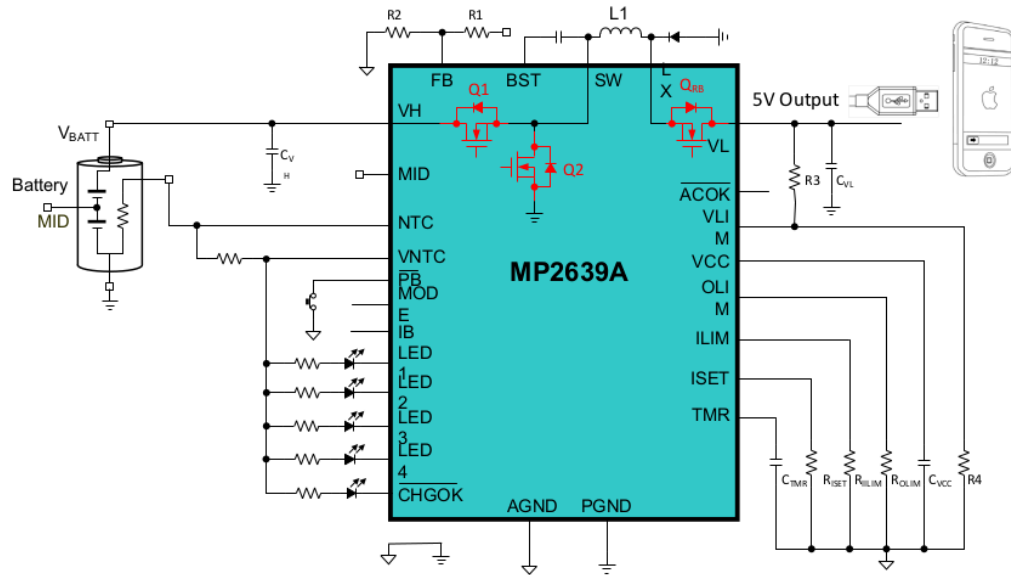 R2
R1
L1
FB
BST
SW
L
X
Q1
QRB
VH
VL
5V Output
12:12
VBATT
CV
H
Q2
MID
Battery
MID
ACOK
R3
CVL
NTC
VLI
M
VNTC
VCC
PB
MP2639A
MOD
E
OLI
M
IB
ILIM
LED
1
LED
2
ISET
LED
3
TMR
LED
4
CHGOK
CTMR
RISET
RIILIM
ROLIM
CVCC
R4
AGND
PGND